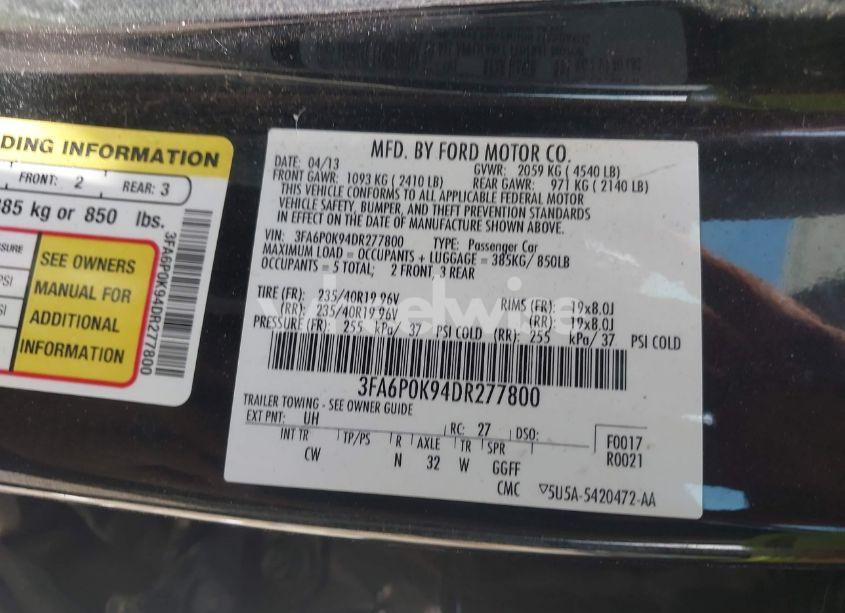 DING INFORMATION
FRONT: 2 REAR: 3
385 kg or 850 lbs.
SEE OWNERS
MANUAL FOR
ADDITIONAL
INFORMATION
PSI
PSI
3FA6P0K94DR277800
MFD. BY FORD MOTOR CO.
DATE: 04/13 GVWR: 2059 KG ( 4540 LB)
FRONT GAWR: 1093 KG ( 2410 LB) REAR GAWR: 971 KG ( 2140 LB)
THIS VEHICLE CONFORMS TO ALL APPLICABLE FEDERAL MOTOR
VEHICLE SAFETY, BUMPER, AND THEFT PREVENTION STANDARDS
IN EFFECT ON THE DATE OF MANUFACTURE SHOWN ABOVE.
VIN: 3FA6P0K94DR277800 TYPE: Passenger Car
MAXIMUM LOAD = OCCUPANTS + LUGGAGE = 385KG/ 850LB
OCCUPANTS = 5 TOTAL; 2 FRONT, 3 REAR
TIRE (FR): 235/40R19 96V RIMS (FR): 19x8.0J
(RR): 235/40R19 96V (RR): 19x8.0J
PRESSURE (FR): 255 kPa/ 37 PSI COLD (RR): 255 kPa/ 37 PSI COLD
3FA6P0K94DR277800
TRAILER TOWING - SEE OWNER GUIDE
EXT PNT: UH RC: 27 DSO: F0017
INT TR TP/PS R AXLE TR SPR R0021
CW N 32 W GGFF
CMC ▽5U5A-5420472-AA